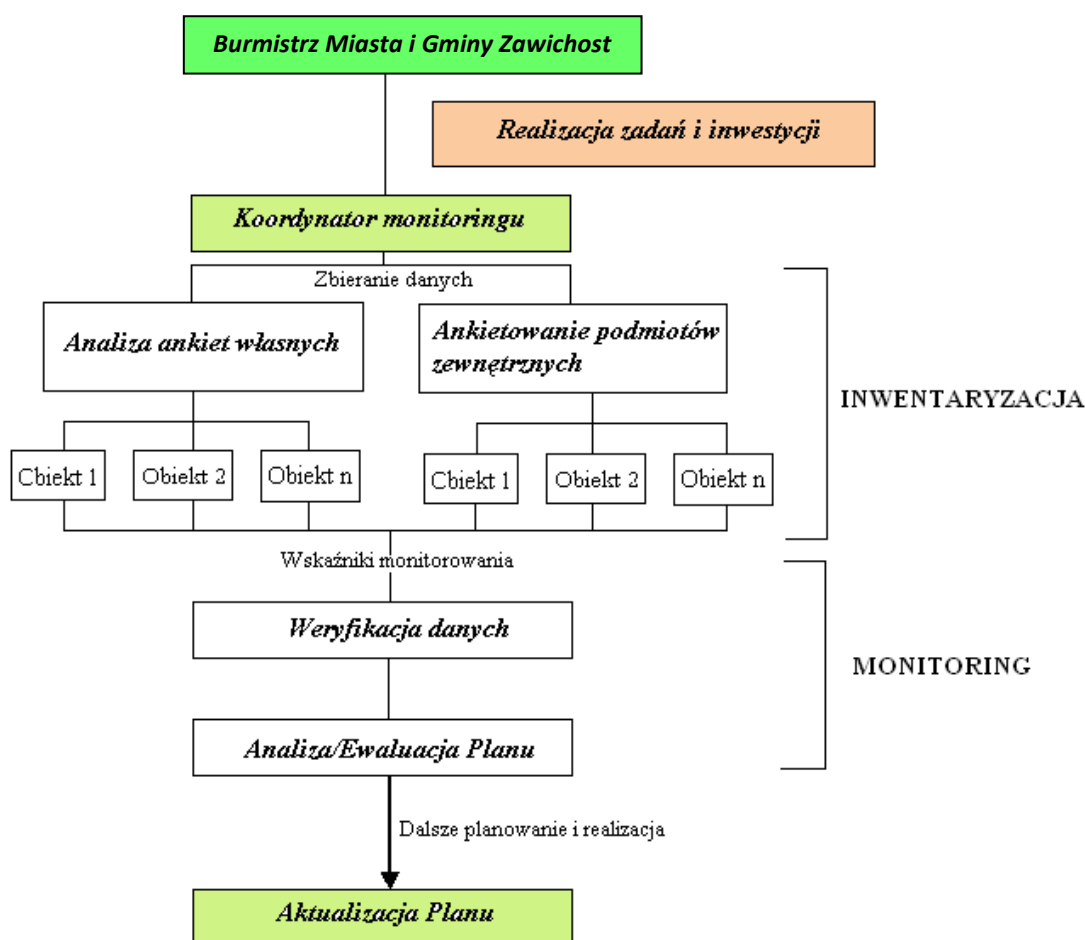 Burmistrz Miasta i Gminy Zawichost
Realizacja zadań i inwestycji
Koordynator monitoringu
Zbieranie danych
Analiza ankiet własnych
Ankietowanie podmiotów
zewnętrznych
INWENTARYZACJA
Cbiekt 1
Obiekt 2
Obiekt n
Cbiekt 1
Obiekt 2
Obiekt n
Wskaźniki monitorowania
Weryfikacja danych
MONITORING
Analiza/Ewaluacja Planu
Dalsze planowanie i realizacja
Aktualizacja Planu